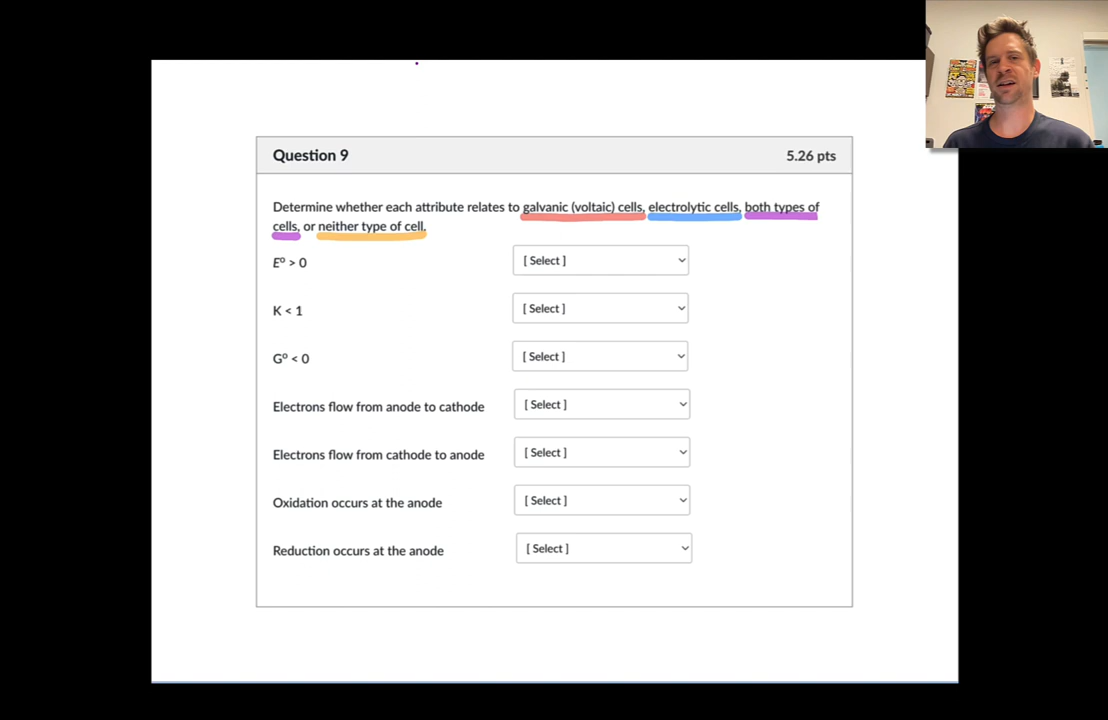 Question 9
5.26 pts
Determine whether each attribute relates to galvanic (voltaic) cells, electrolytic cells, both types of
cells, or neither type of cell.
Eº > 0
[ Select ]
K < 1
[ Select ]
Gº < 0
[ Select ]
Electrons flow from anode to cathode
[ Select ]
Electrons flow from cathode to anode
[ Select ]
Oxidation occurs at the anode
[ Select ]
Reduction occurs at the anode
[ Select ]